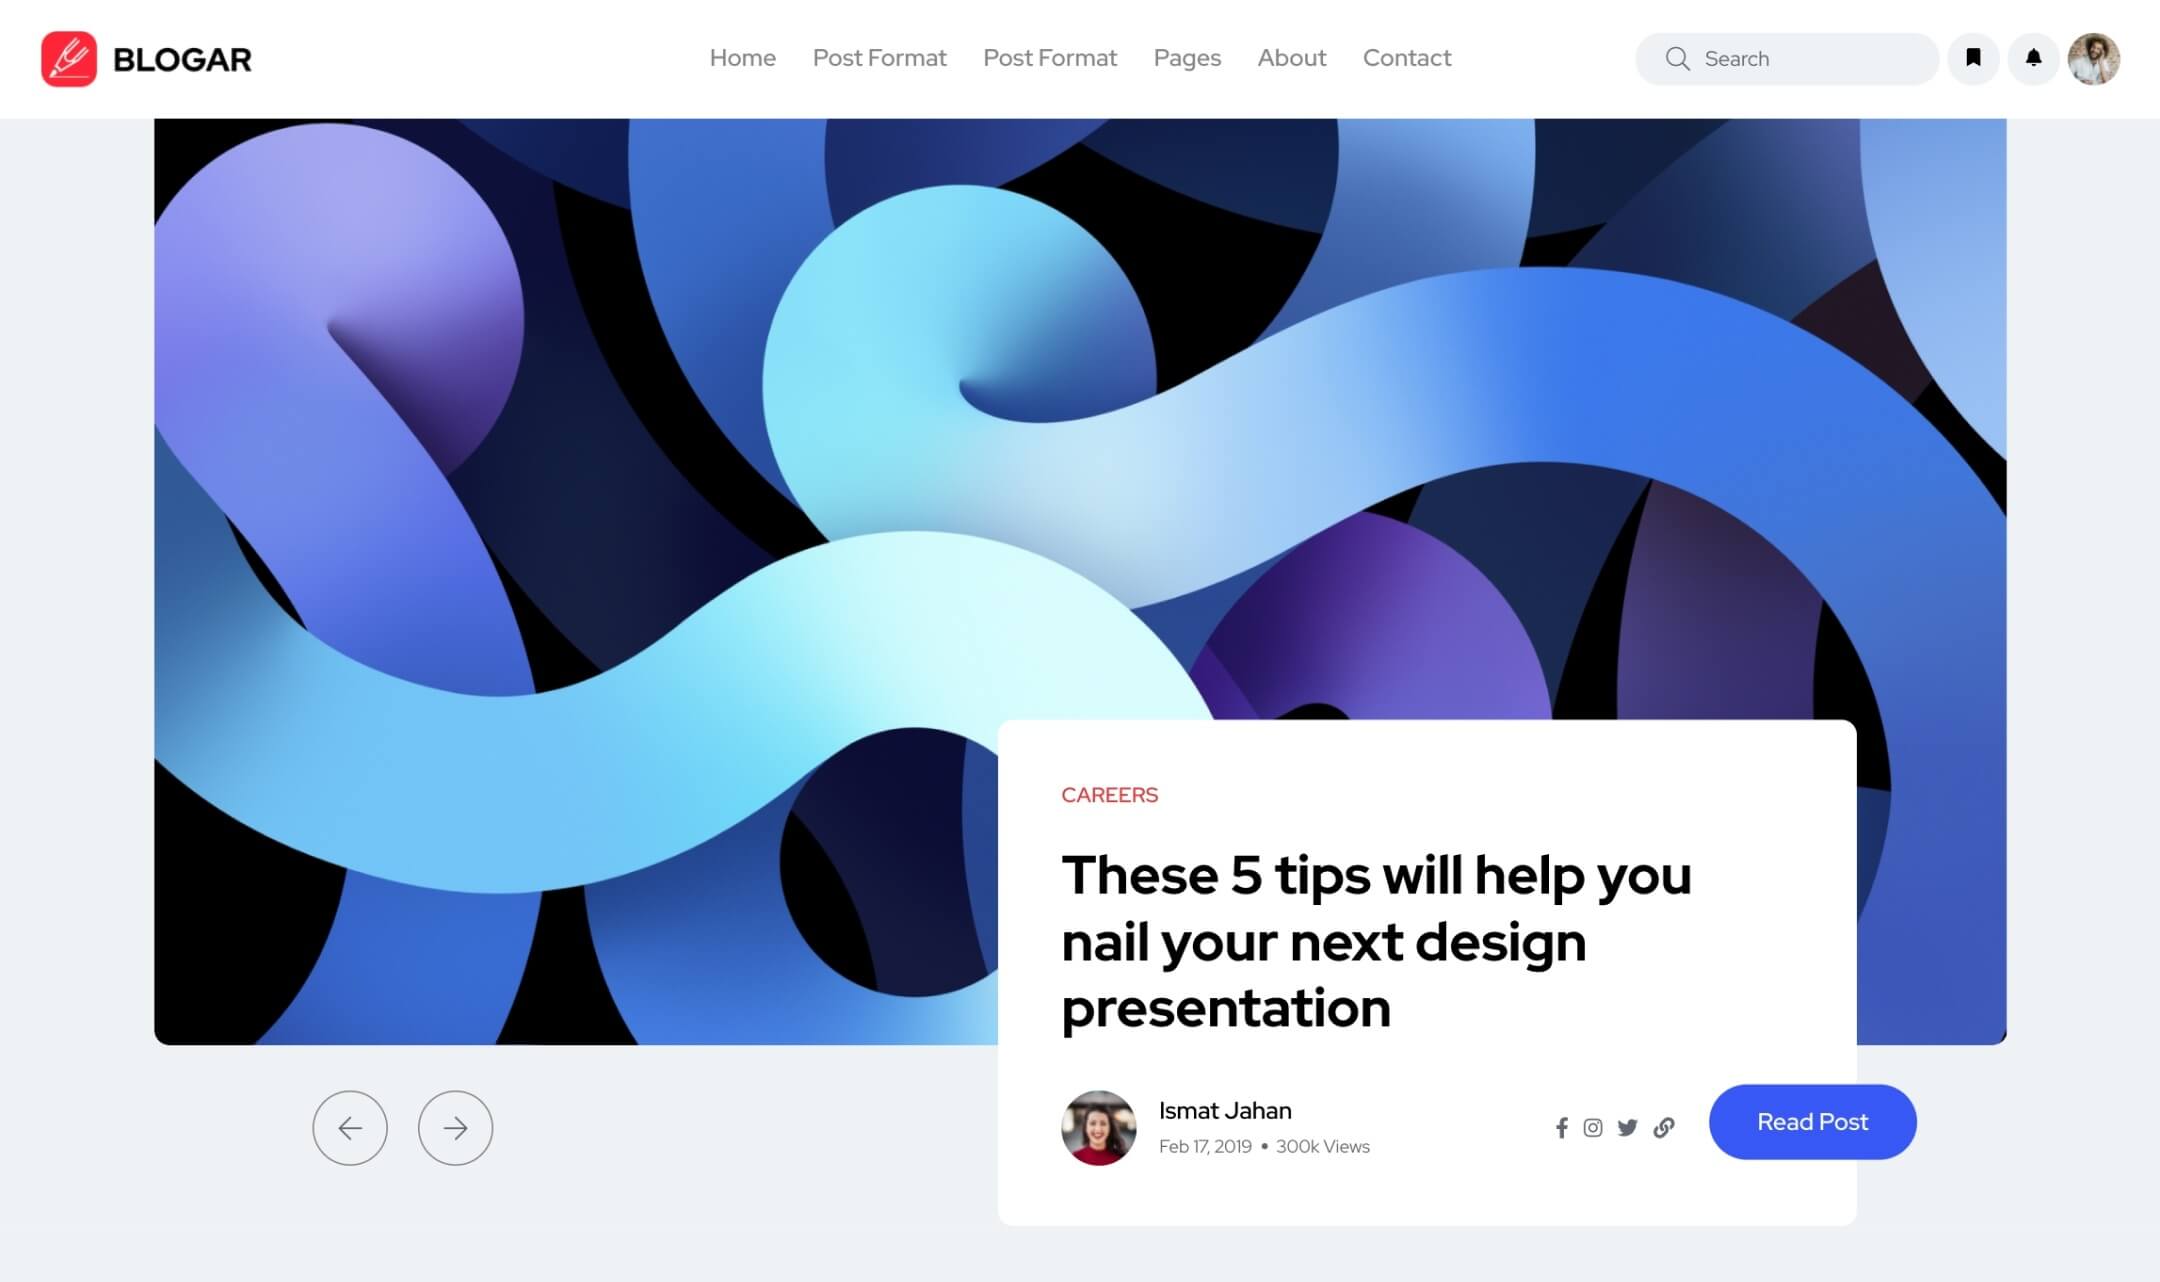 BLOGAR
Home Post Format Post Format Pages About Contact
Search
CAREERS
These 5 tips will help you
nail your next design
presentation
Ismat Jahan
Feb 17, 2019 • 300k Views
Read Post